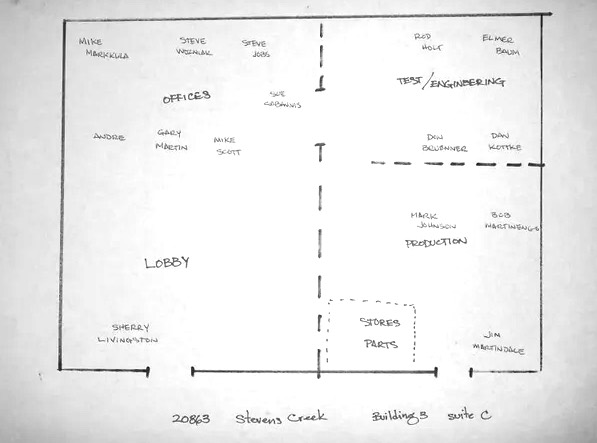 MIKE
MARKKULA
STEVE
WOZNIAK
STEVE
JOBS
ROD
HOLT
ELMER
BAUM
OFFICES
SUE
CABANNIS
TEST/ENGINEERING
ANDRE
GARY
MARTIN
MIKE
SCOTT
DON
BRUENNER
DAN
KOTTKE
MARK
JOHNSON
BOB
MARTINENGO
PRODUCTION
LOBBY
SHERRY
LIVINGSTON
STORES
PARTS
JIM
MARTINDALE
20863 Stevens Creek Building 3 suite C